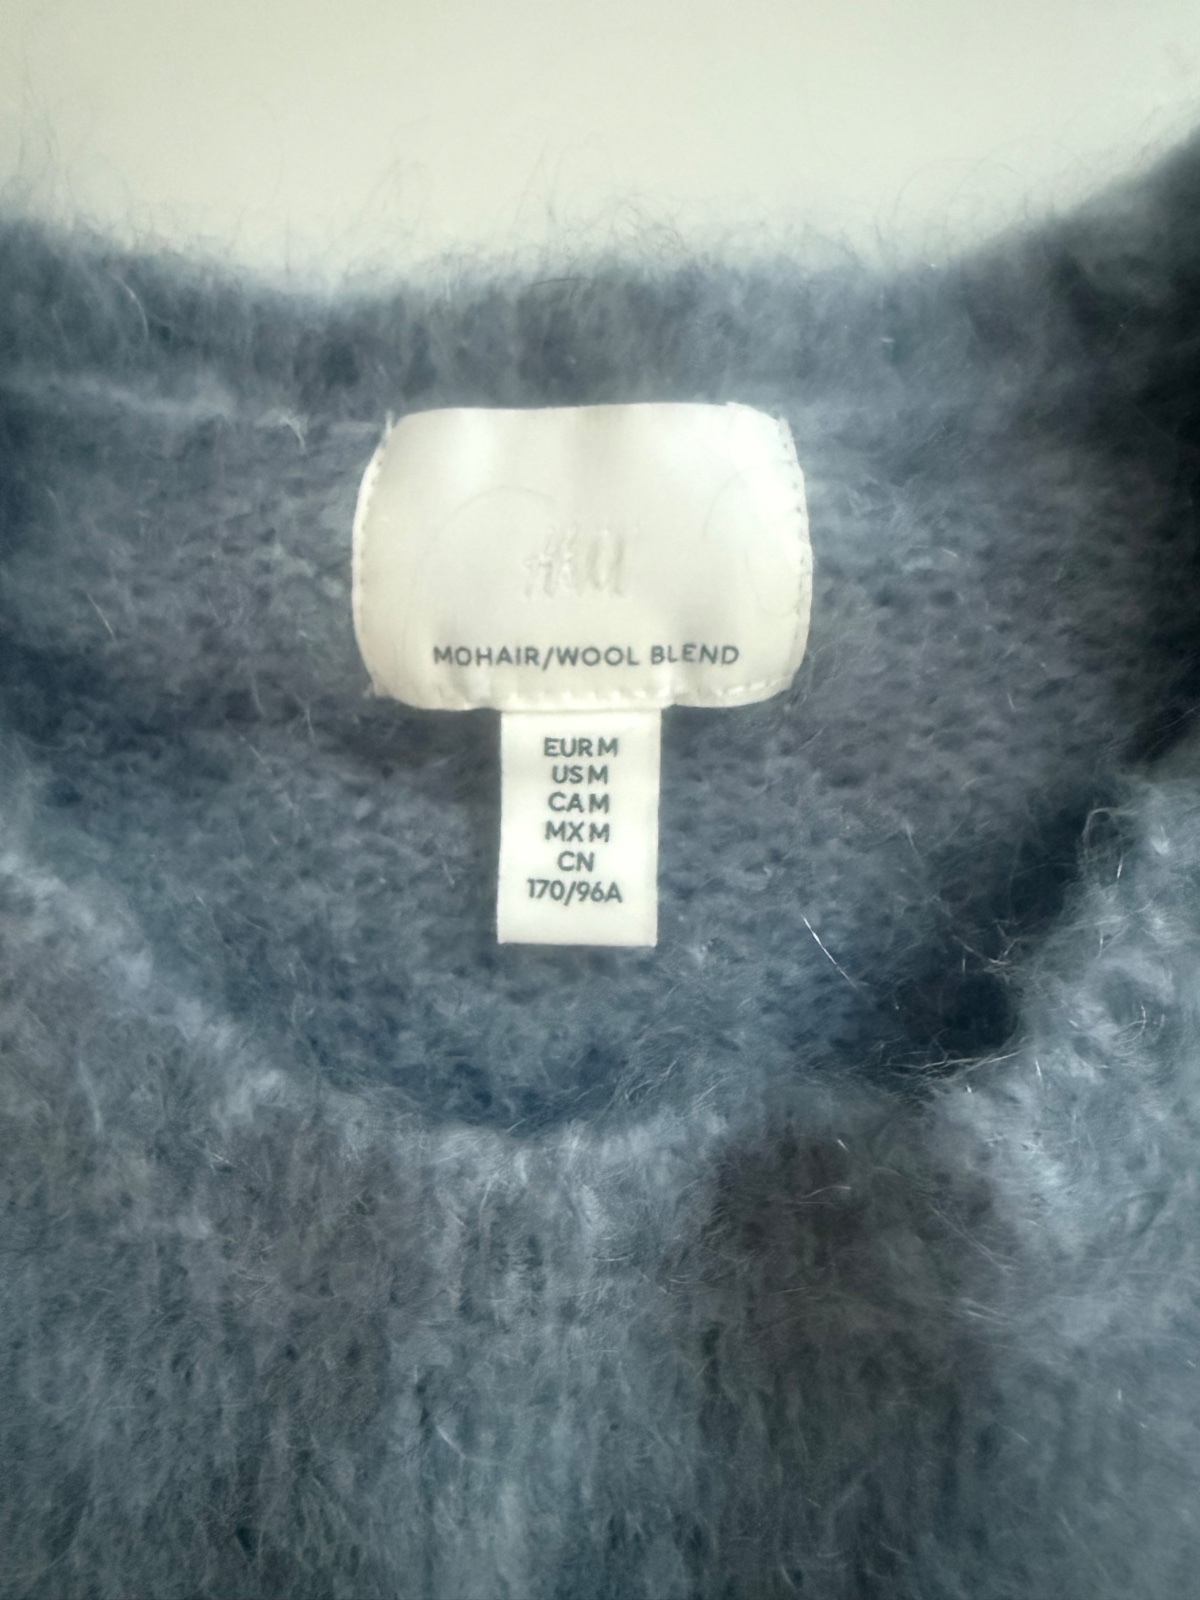 H&M
MOHAIR/WOOL BLEND
EUR M
US M
CA M
MX M
CN
170/96A